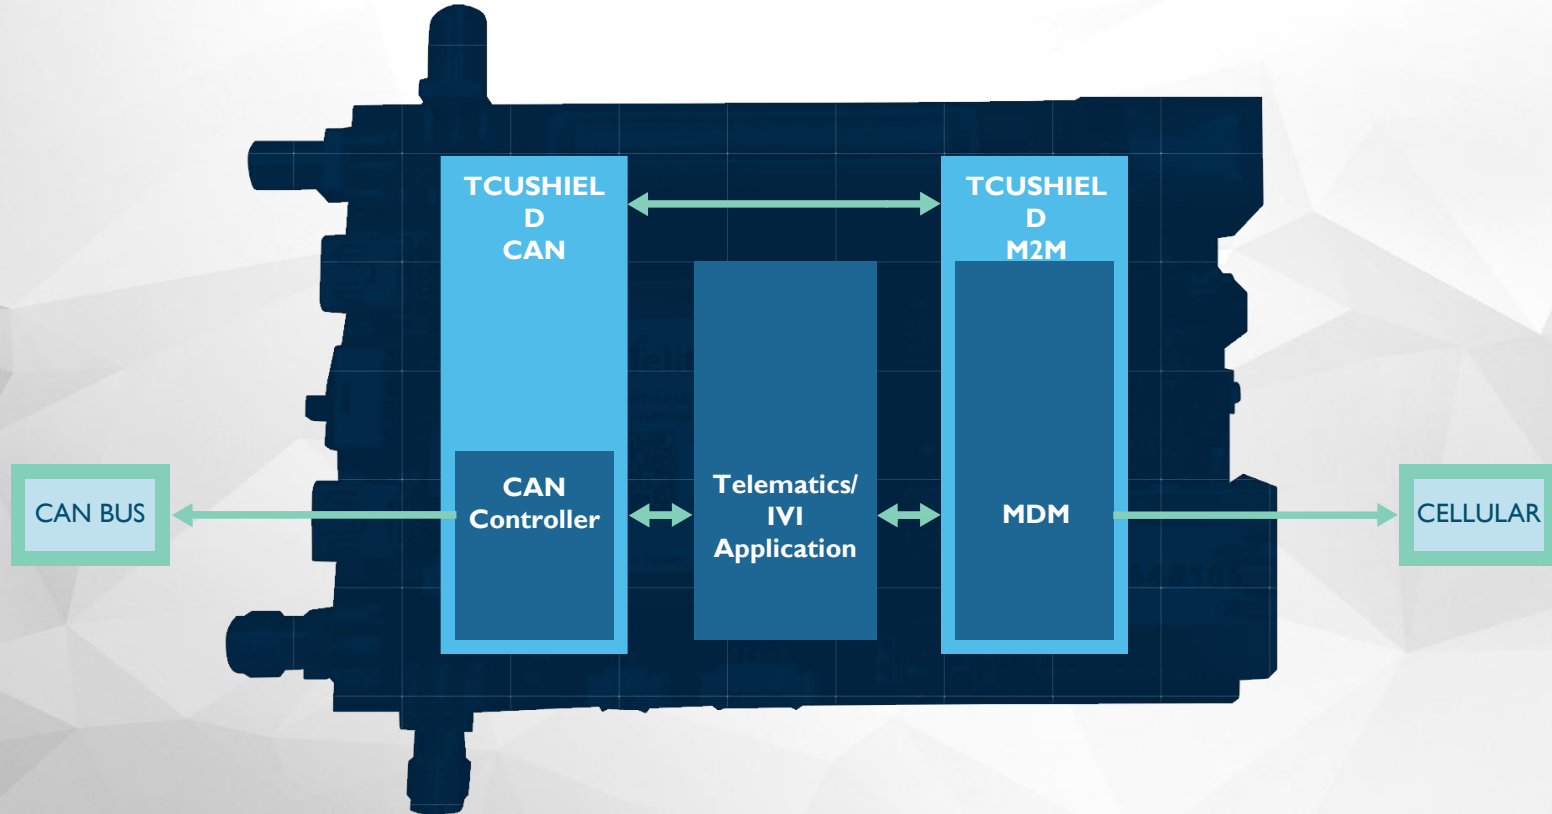 TCUSHIEL
D
CAN
TCUSHIEL
D
M2M
CAN BUS
CAN
Controller
Telematics/
IVI
Application
MDM
CELLULAR